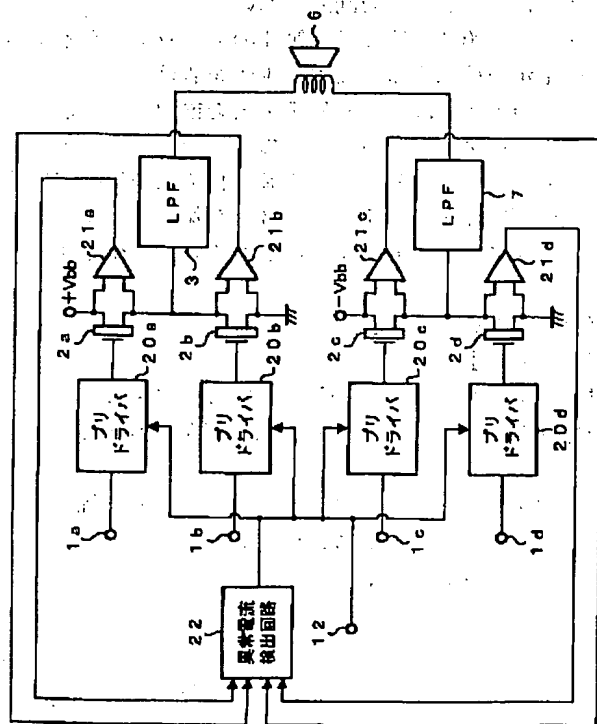 1a
プリ
ドライバ
20a
2a
+Vbb
21a
LPF
3
1b
プリ
ドライバ
20b
2b
21b
6
22
異常電流
検出回路
12
1c
プリ
ドライバ
20c
2c
-Vbb
21c
LPF
7
1d
プリ
ドライバ
20d
2d
21d